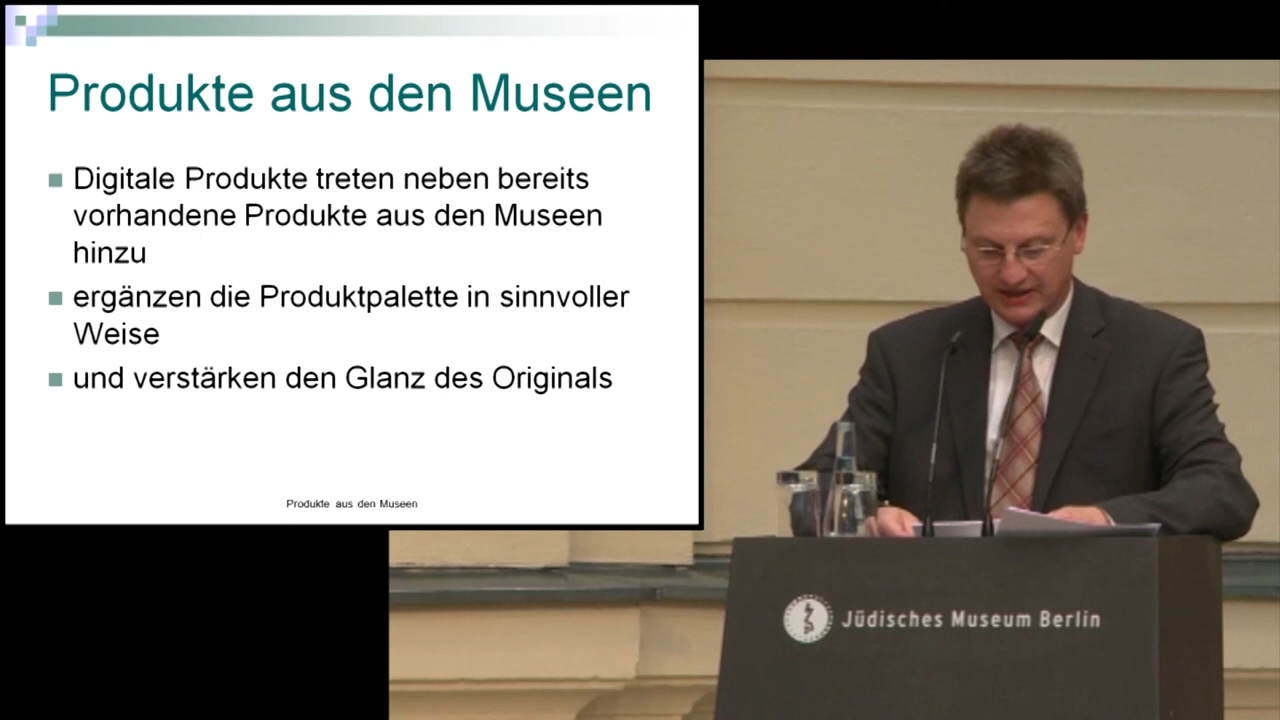 Produkte aus den Museen
Digitale Produkte treten neben bereits
vorhandene Produkte aus den Museen
hinzu
ergänzen die Produktpalette in sinnvoller
Weise
und verstärken den Glanz des Originals
Produkte aus den Museen
Jüdisches Museum Berlin